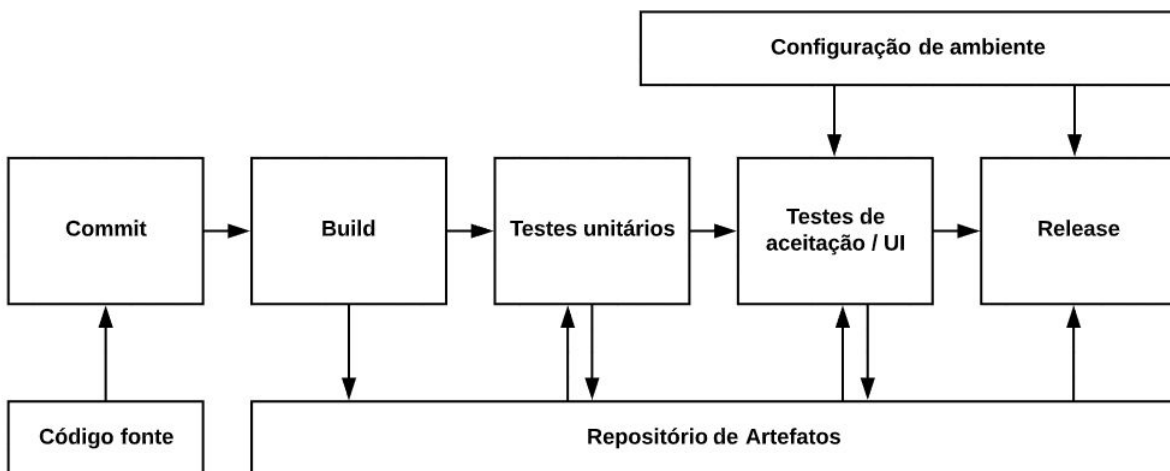 Configuração de ambiente
Commit
Build
Testes unitários
Testes de
aceitação / UI
Release
Código fonte
Repositório de Artefatos